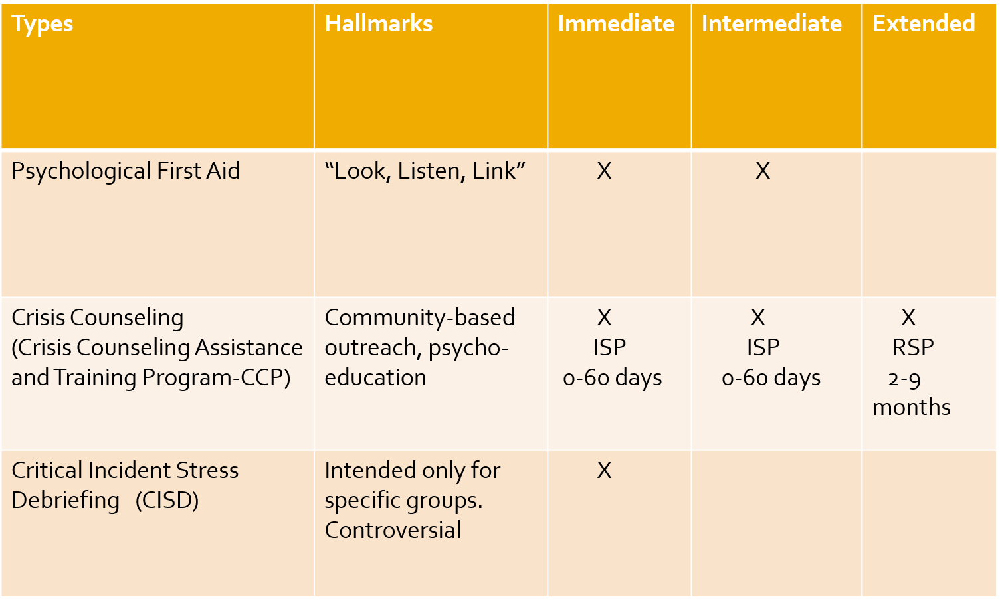 Types Hallmarks Immediate Intermediate Extended
Psychological First Aid “Look, Listen, Link” X X
Crisis Counseling Community-based X X X
(Crisis Counseling Assistance outreach, psycho- ISP ISP RSP
and Training Program-CCP) education 0-60 days 0-60 days 2-9
months
Critical Incident Stress Intended only for X
Debriefing (CISD) specific groups.
Controversial